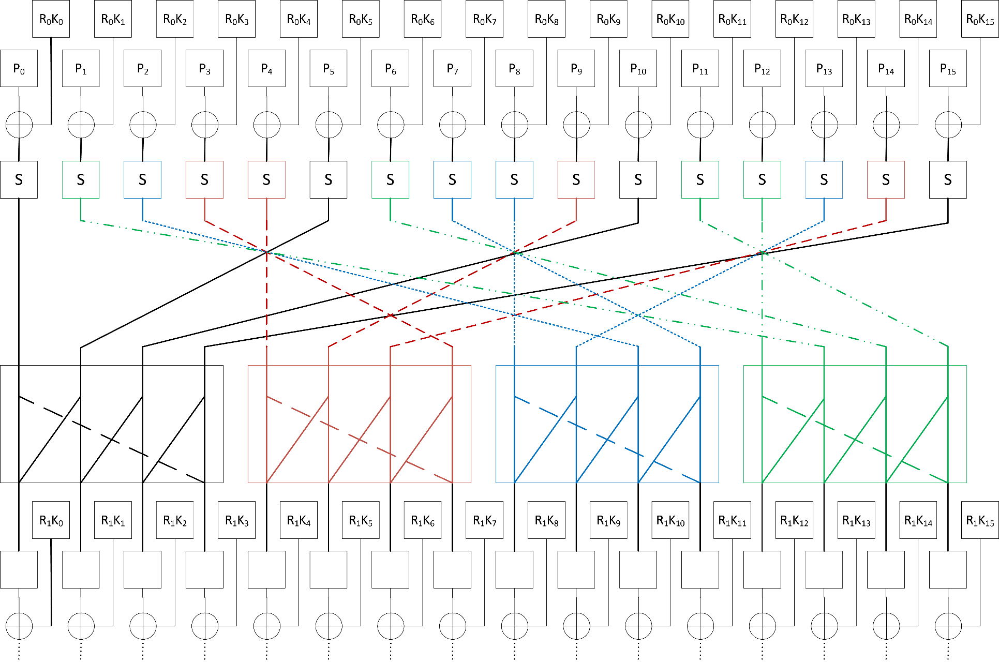 R₀K₀ R₀K₁ R₀K₂ R₀K₃ R₀K₄ R₀K₅ R₀K₆ R₀K₇ R₀K₈ R₀K₉ R₀K₁₀ R₀K₁₁ R₀K₁₂ R₀K₁₃ R₀K₁₄ R₀K₁₅
P₀ P₁ P₂ P₃ P₄ P₅ P₆ P₇ P₈ P₉ P₁₀ P₁₁ P₁₂ P₁₃ P₁₄ P₁₅
S S S S S S S S S S S S S S S S
R₁K₀ R₁K₁ R₁K₂ R₁K₃ R₁K₄ R₁K₅ R₁K₆ R₁K₇ R₁K₈ R₁K₉ R₁K₁₀ R₁K₁₁ R₁K₁₂ R₁K₁₃ R₁K₁₄ R₁K₁₅